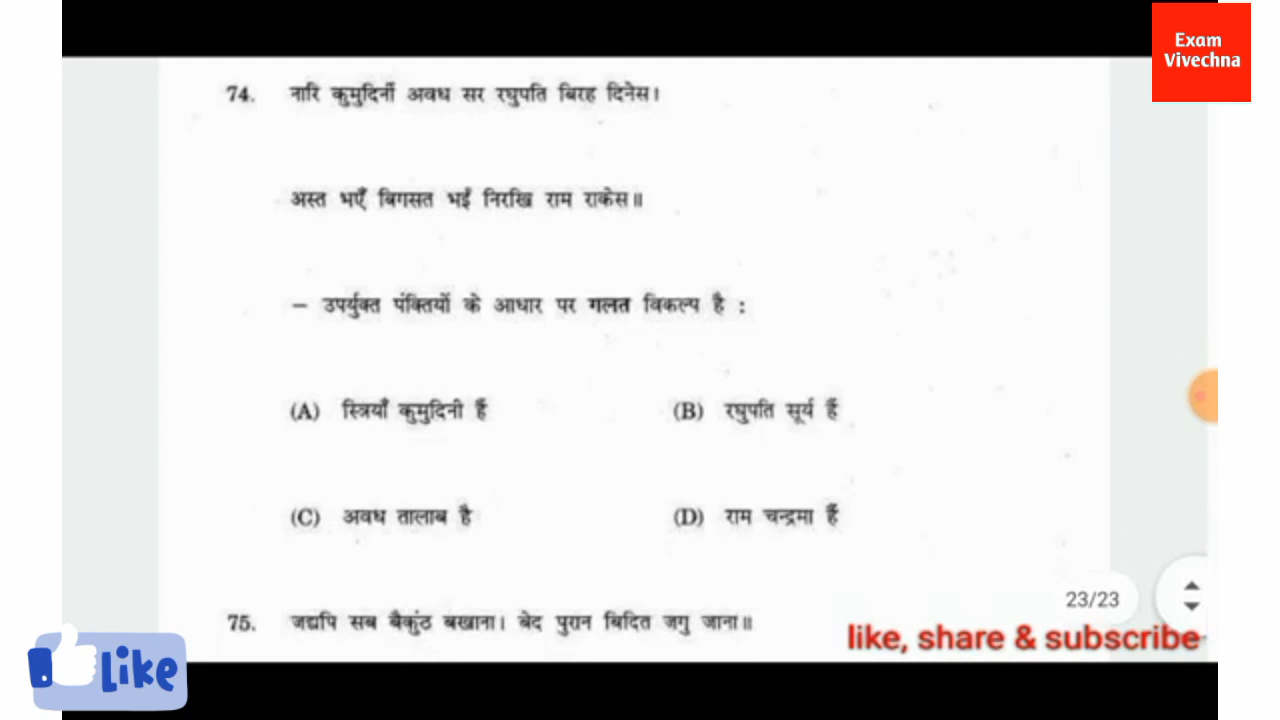 Exam
Vivechna
74. नारि कुमुदिनीं अवध सर रघुपति बिरह दिनेस।
अस्त भएँ बिगसत भईं निरखि राम राकेस॥
– उपर्युक्त पंक्तियों के आधार पर गलत विकल्प है :
(A) स्त्रियाँ कुमुदिनी हैं (B) रघुपति सूर्य हैं
(C) अवध तालाब है (D) राम चन्द्रमा हैं
23/23
75. जद्यपि सब बैकुंठ बखाना। बेद पुरान बिदित जगु जाना॥
like, share & subscribe
Like